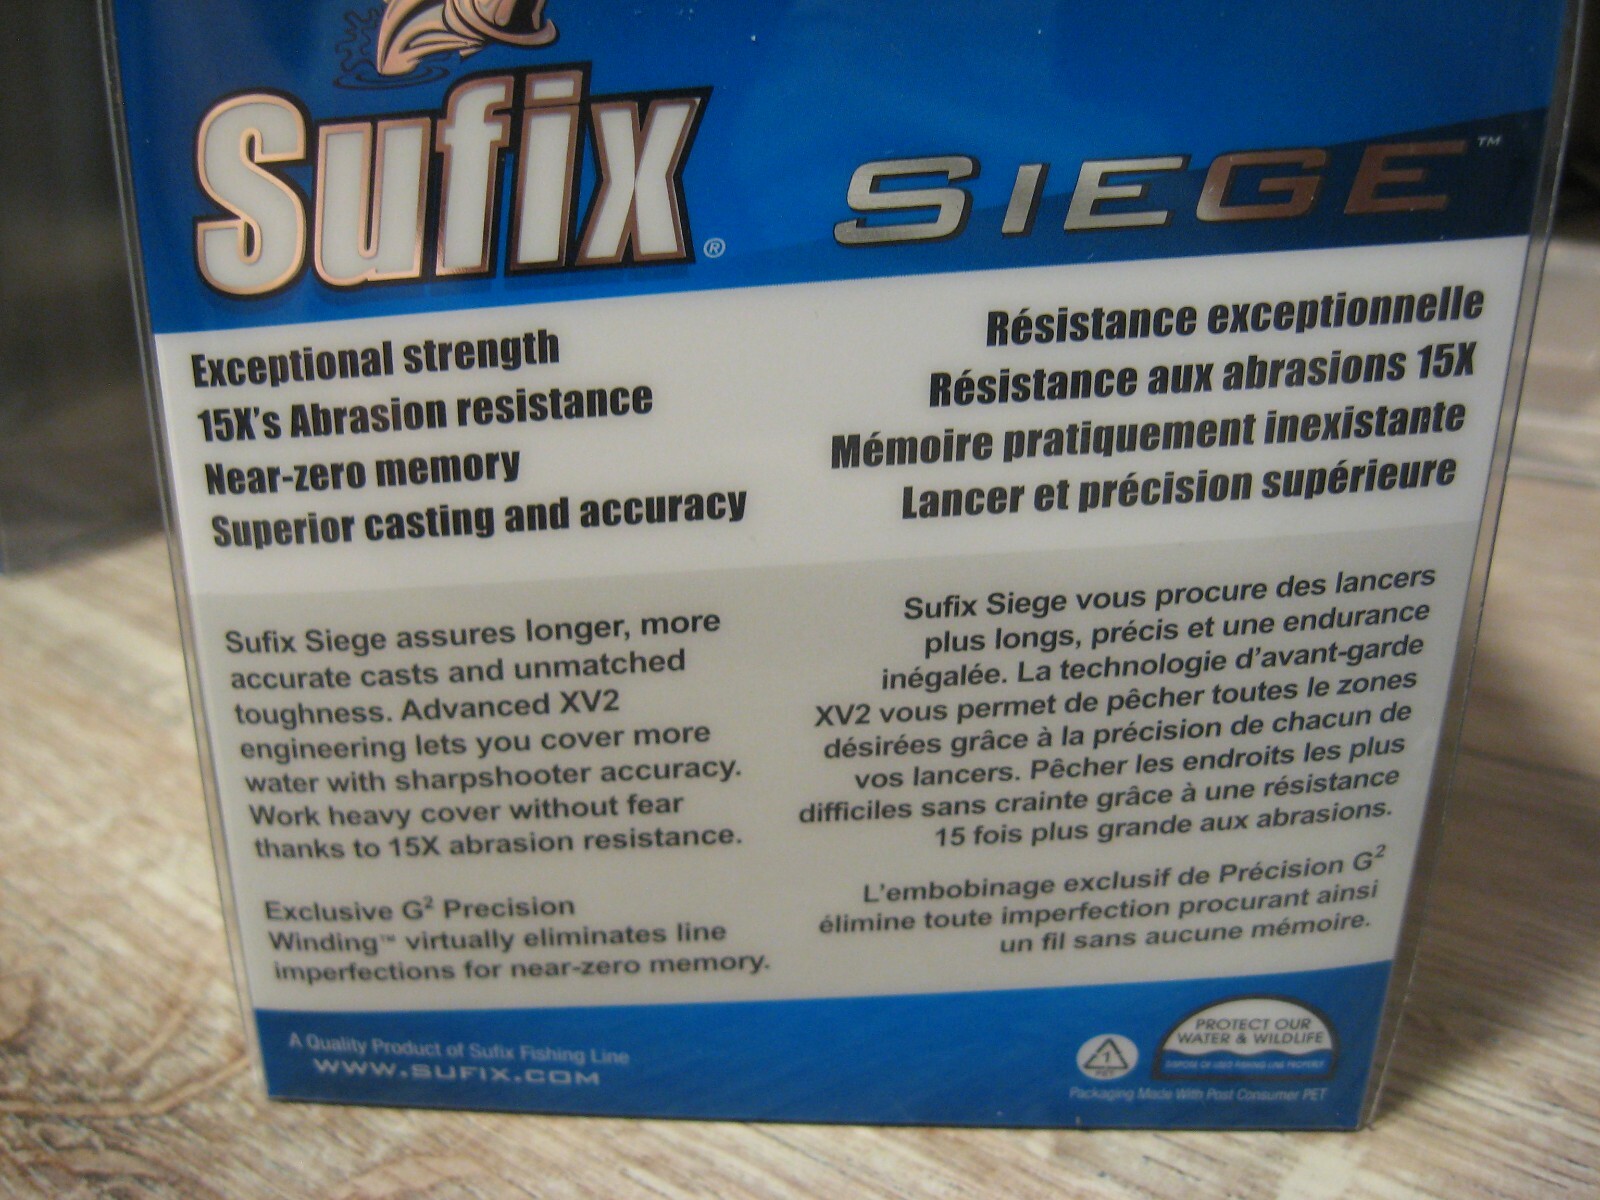 Sufix®
SIEGE™
Exceptional strength
15X's Abrasion resistance
Near-zero memory
Superior casting and accuracy
Résistance exceptionnelle
Résistance aux abrasions 15X
Mémoire pratiquement inexistante
Lancer et précision supérieure
Sufix Siege assures longer, more
accurate casts and unmatched
toughness. Advanced XV2
engineering lets you cover more
water with sharpshooter accuracy.
Work heavy cover without fear
thanks to 15X abrasion resistance.
Exclusive G² Precision
Winding™ virtually eliminates line
imperfections for near-zero memory.
Sufix Siege vous procure des lancers
plus longs, précis et une endurance
inégalée. La technologie d'avant-garde
XV2 vous permet de pêcher toutes le zones
désirées grâce à la précision de chacun de
vos lancers. Pêcher les endroits les plus
difficiles sans crainte grâce à une résistance
15 fois plus grande aux abrasions.
L'embobinage exclusif de Précision G²
élimine toute imperfection procurant ainsi
un fil sans aucune mémoire.
A Quality Product of Sufix Fishing Line
WWW.SUFIX.COM
1
PET
PROTECT OUR
WATER & WILDLIFE
DISPOSE OF USED FISHING LINE PROPERLY
Packaging Made With Post Consumer PET